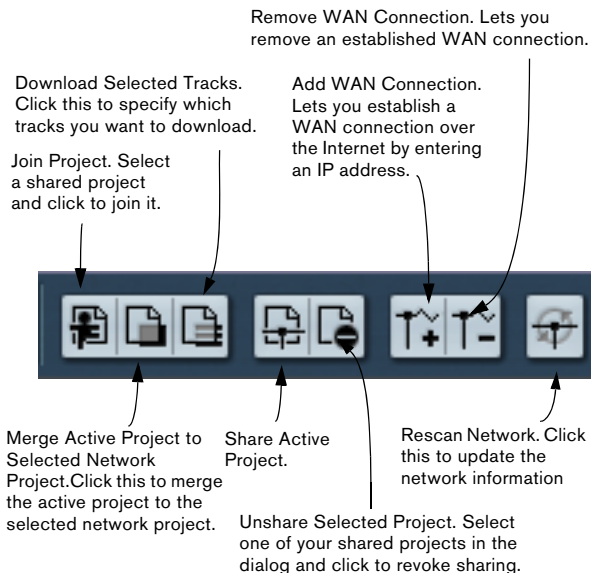 Remove WAN Connection. Lets you
remove an established WAN connection.
Download Selected Tracks.
Click this to specify which
tracks you want to download.
Add WAN Connection.
Lets you establish a
WAN connection over
the Internet by entering
an IP address.
Join Project. Select
a shared project
and click to join it.
Merge Active Project to
Selected Network
Project.Click this to merge
the active project to the
selected network project.
Share Active
Project.
Rescan Network. Click
this to update the
network information
Unshare Selected Project. Select
one of your shared projects in the
dialog and click to revoke sharing.